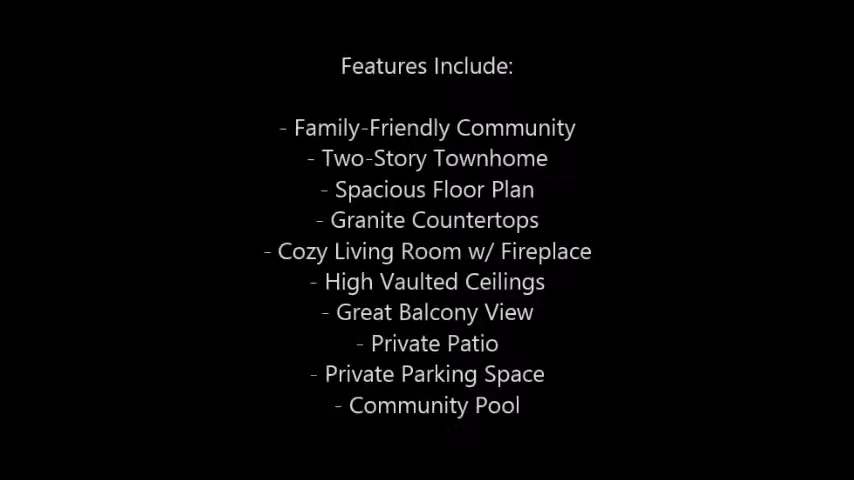 Features Include:
- Family-Friendly Community
- Two-Story Townhome
- Spacious Floor Plan
- Granite Countertops
- Cozy Living Room w/ Fireplace
- High Vaulted Ceilings
- Great Balcony View
- Private Patio
- Private Parking Space
- Community Pool